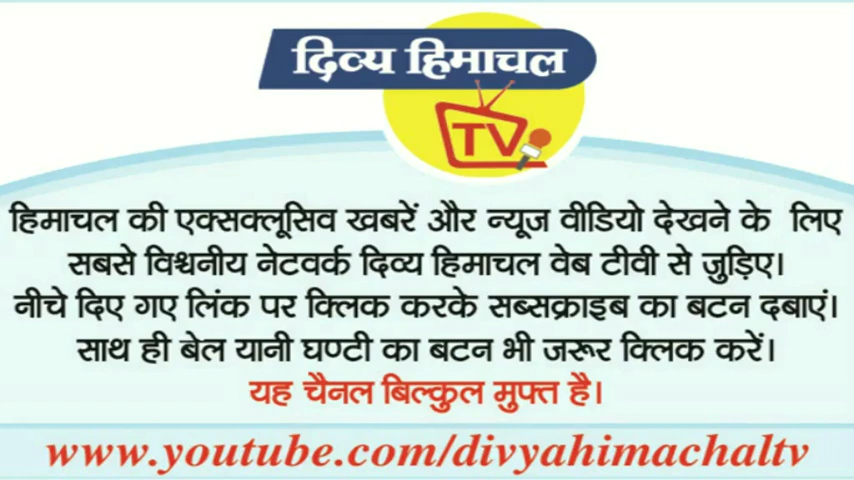 दिव्य हिमाचल
TV
हिमाचल की एक्सक्लूसिव खबरें और न्यूज वीडियो देखने के लिए
सबसे विश्वनीय नेटवर्क दिव्य हिमाचल वेब टीवी से जुड़िए।
नीचे दिए गए लिंक पर क्लिक करके सब्सक्राइब का बटन दबाएं।
साथ ही बेल यानी घण्टी का बटन भी जरूर क्लिक करें।
यह चैनल बिल्कुल मुफ्त है।
www.youtube.com/divyahimachaltv